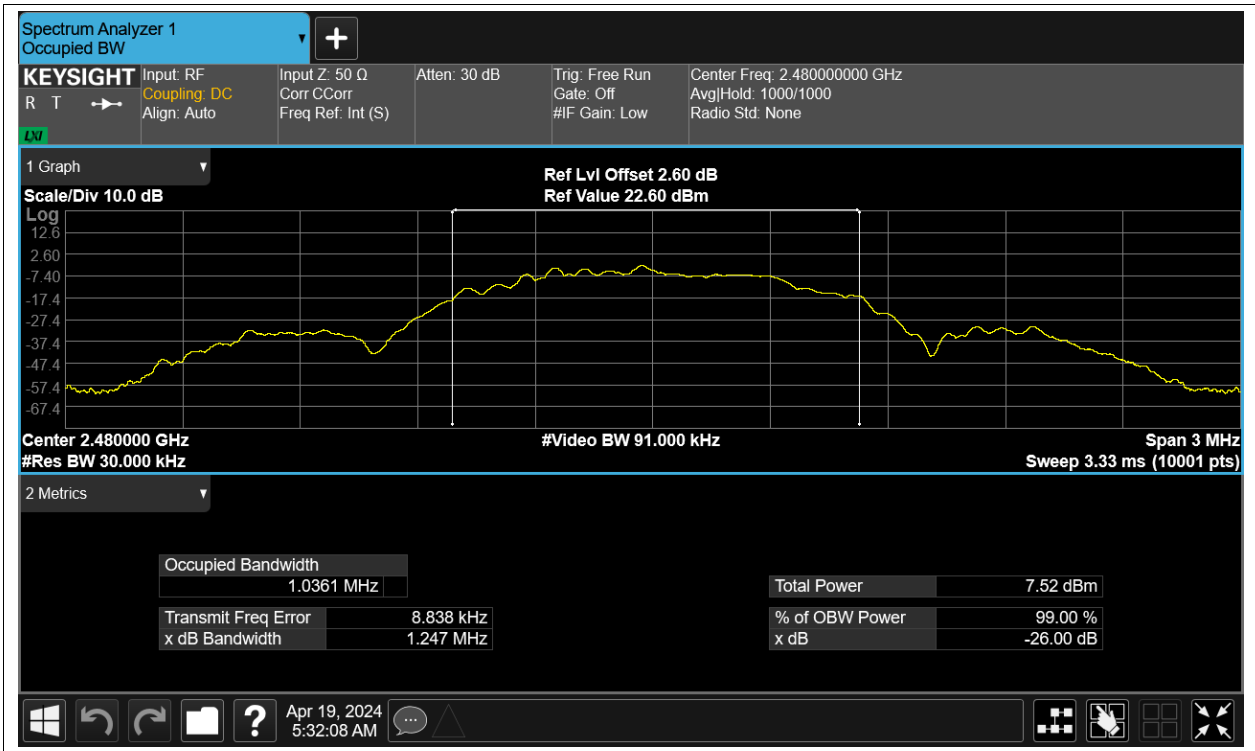 Spectrum Analyzer 1
Occupied BW
KEYSIGHT
R T
LXI
Input: RF
Coupling: DC
Align: Auto
Input Z: 50 Ω
Corr CCorr
Freq Ref: Int (S)
Atten: 30 dB
Trig: Free Run
Gate: Off
#IF Gain: Low
Center Freq: 2.480000000 GHz
Avg|Hold: 1000/1000
Radio Std: None
1 Graph
Scale/Div 10.0 dB
Ref Lvl Offset 2.60 dB
Ref Value 22.60 dBm
Log
12.6
2.60
-7.40
-17.4
-27.4
-37.4
-47.4
-57.4
-67.4
Center 2.480000 GHz
#Res BW 30.000 kHz
#Video BW 91.000 kHz
Span 3 MHz
Sweep 3.33 ms (10001 pts)
2 Metrics
Occupied Bandwidth
1.0361 MHz
Transmit Freq Error 8.838 kHz
x dB Bandwidth 1.247 MHz
Total Power 7.52 dBm
% of OBW Power 99.00 %
x dB -26.00 dB
?
Apr 19, 2024
5:32:08 AM